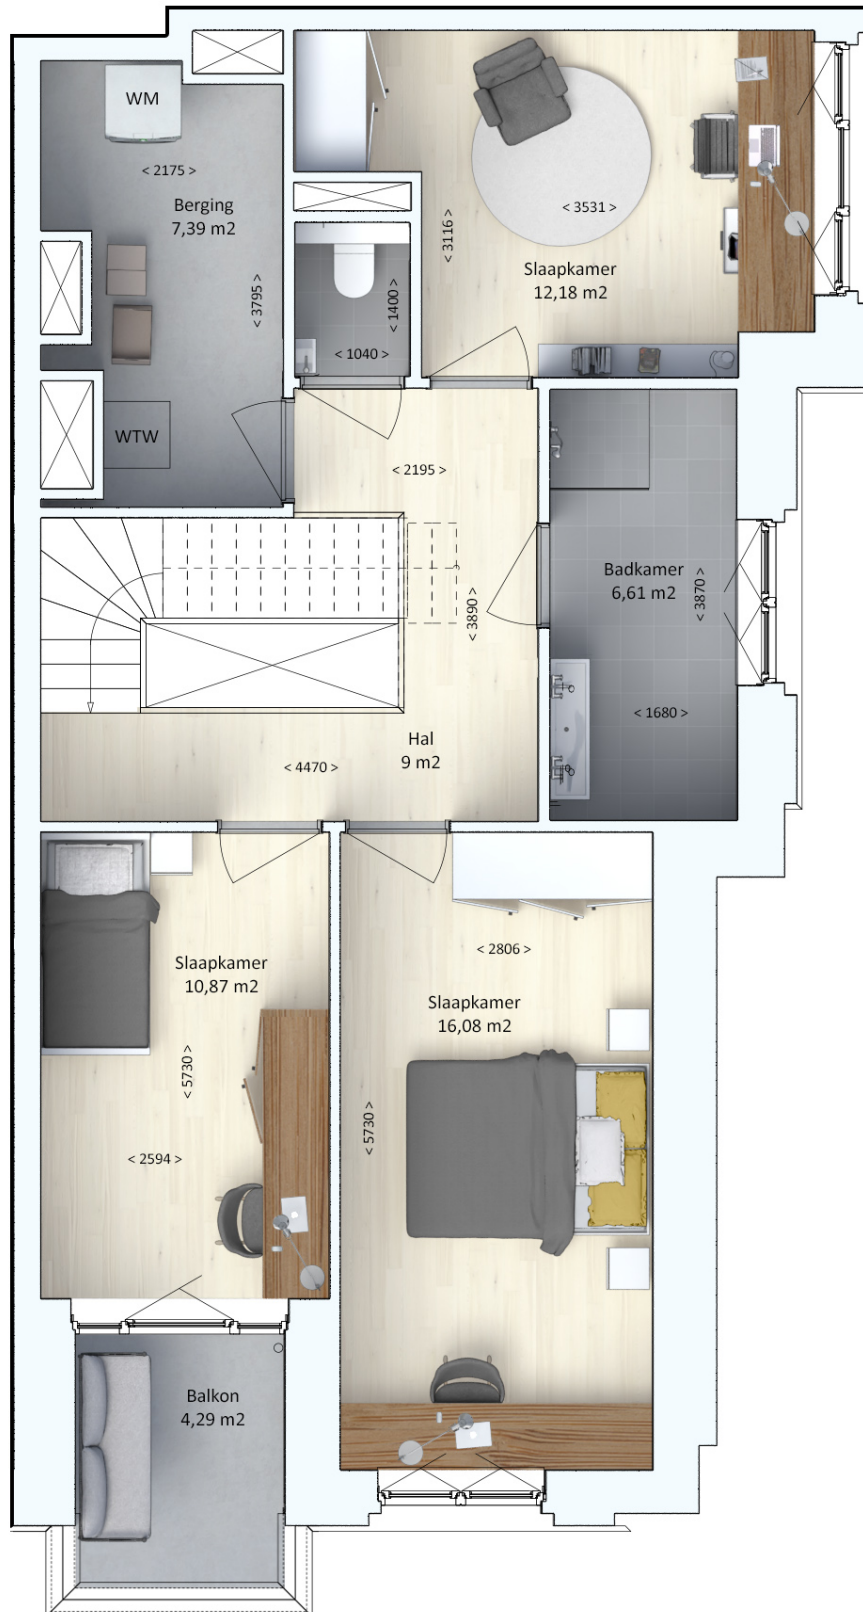 WM
< 2175 >
Berging
7,39 m2
< 3795 >
WTW
< 3531 >
< 3116 >
Slaapkamer
12,18 m2
< 1400 >
< 1040 >
< 2195 >
Badkamer
6,61 m2
< 3870 >
< 3890 >
< 1680 >
Hal
9 m2
< 4470 >
Slaapkamer
10,87 m2
< 5730 >
< 2594 >
< 2806 >
Slaapkamer
16,08 m2
< 5730 >
Balkon
4,29 m2